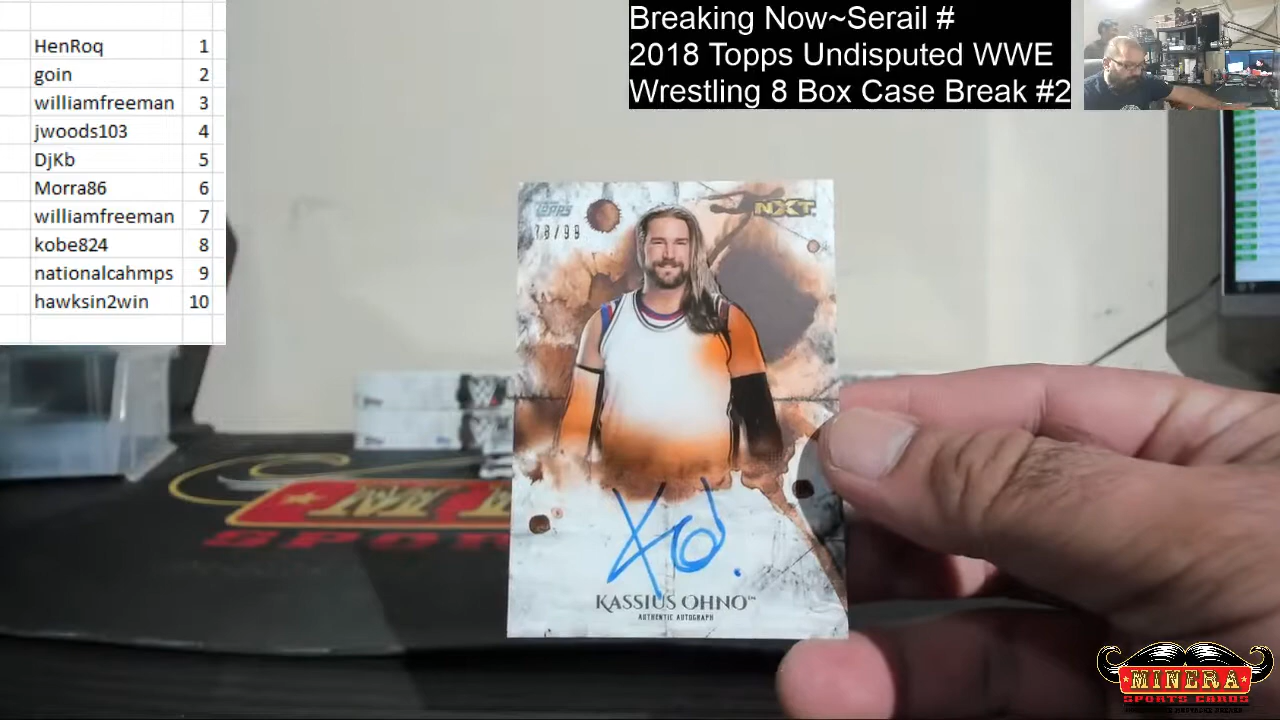 HenRoq 1
goin 2
williamfreeman 3
jwoods103 4
DjKb 5
Morra86 6
williamfreeman 7
kobe824 8
nationalcahmps 9
hawksin2win 10
Breaking Now~Serail #
2018 Topps Undisputed WWE
Wrestling 8 Box Case Break #2
Topps
NXT
78/99
KASSIUS OHNO™
AUTHENTIC AUTOGRAPH
MINERA
SPORTS CARDS